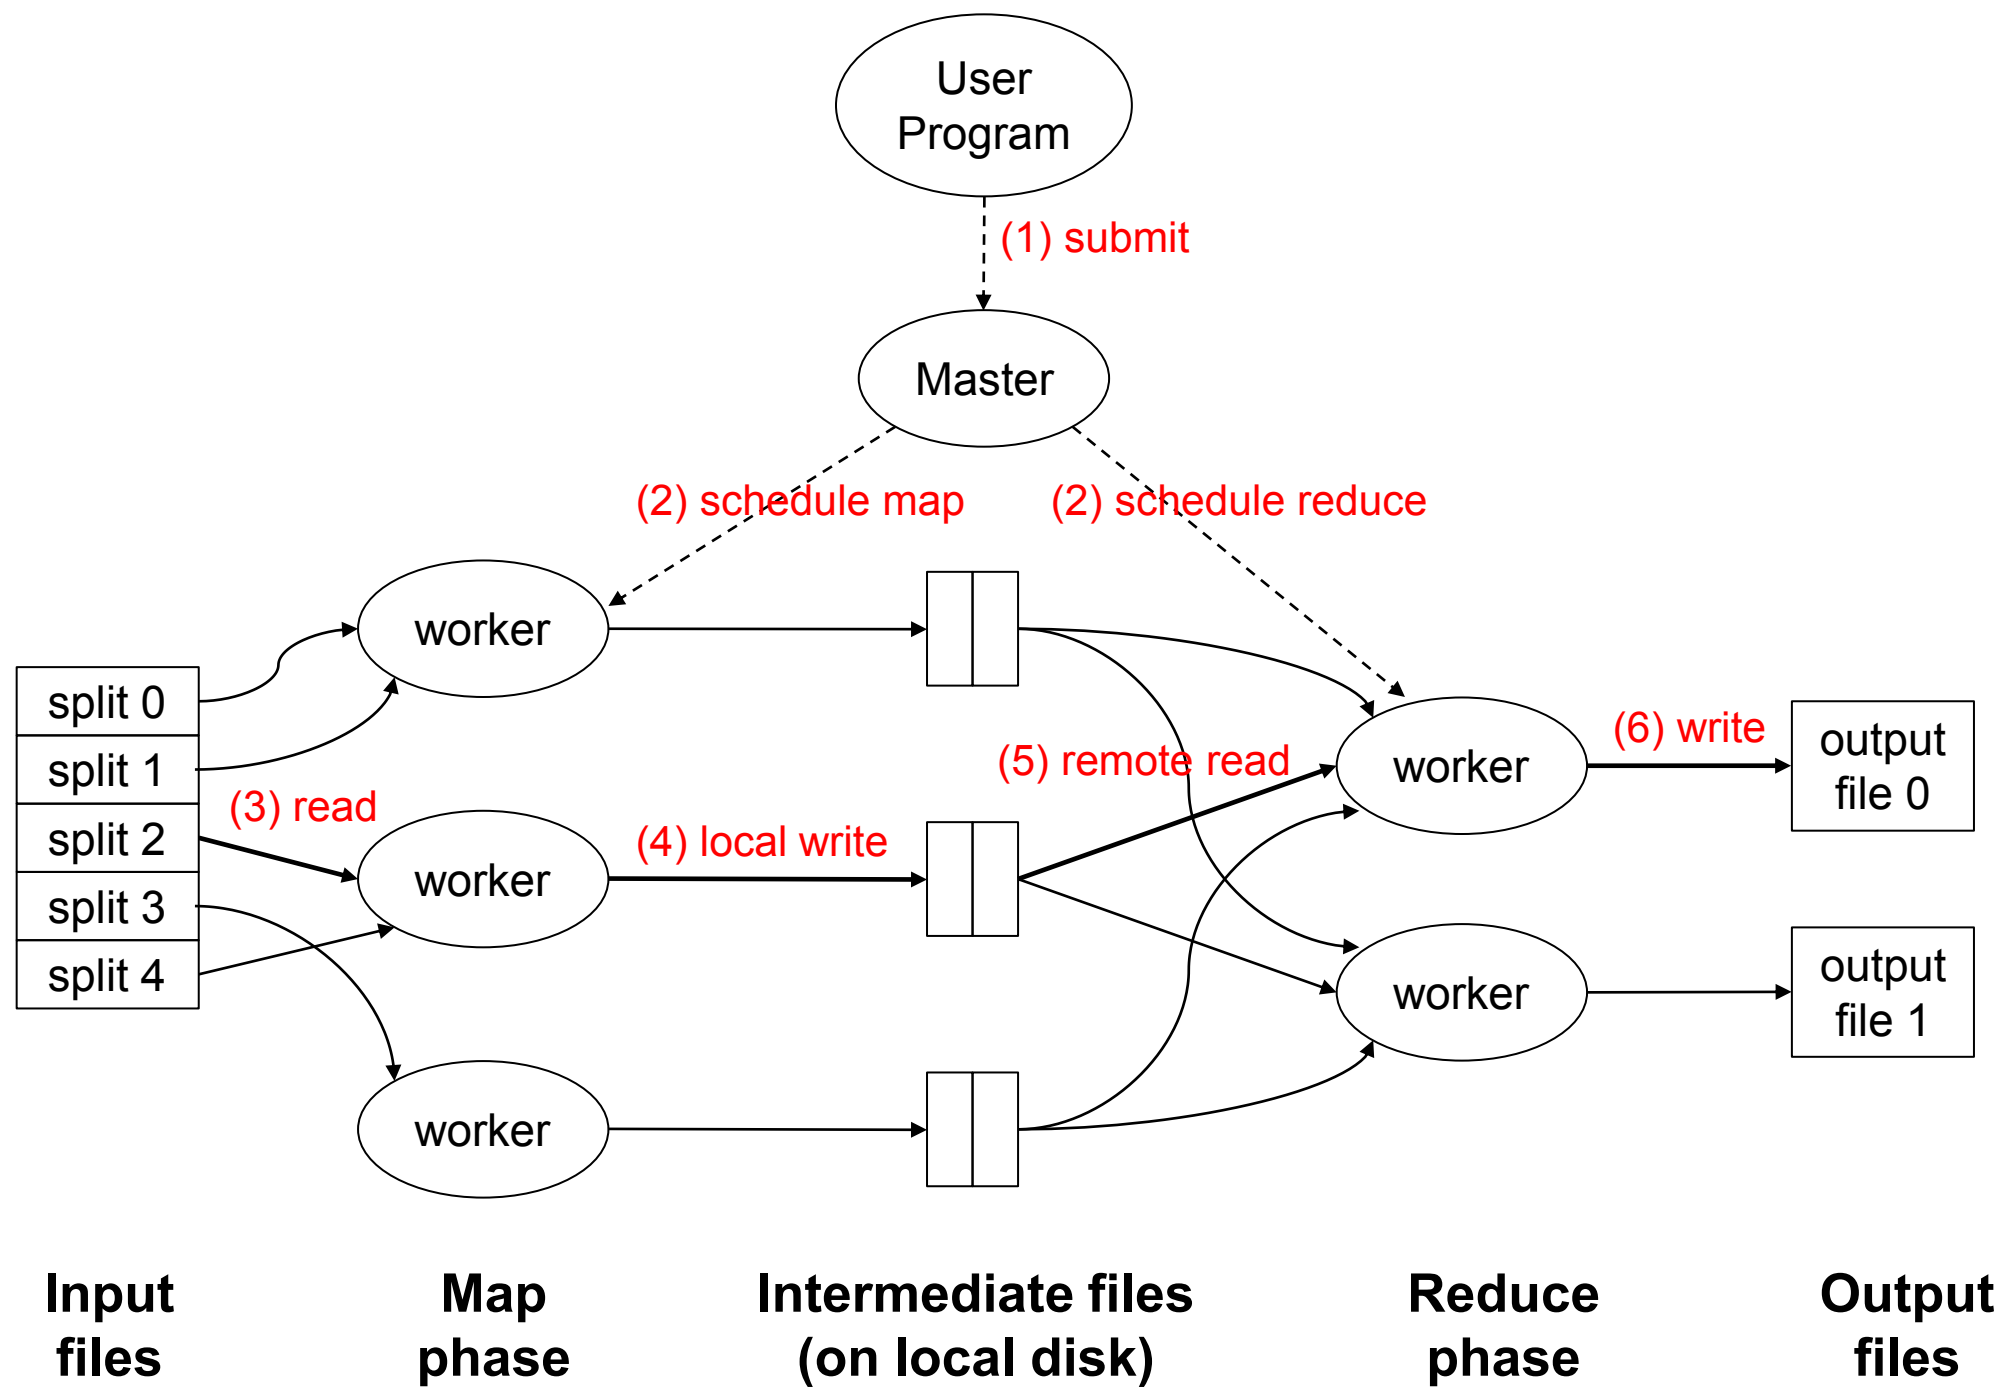 User
Program
(1) submit
Master
(2) schedule map
(2) schedule reduce
worker
split 0
split 1
split 2
split 3
split 4
(3) read
worker
(4) local write
worker
(5) remote read
worker
(6) write
output
file 0
worker
output
file 1
Input
files
Map
phase
Intermediate files
(on local disk)
Reduce
phase
Output
files